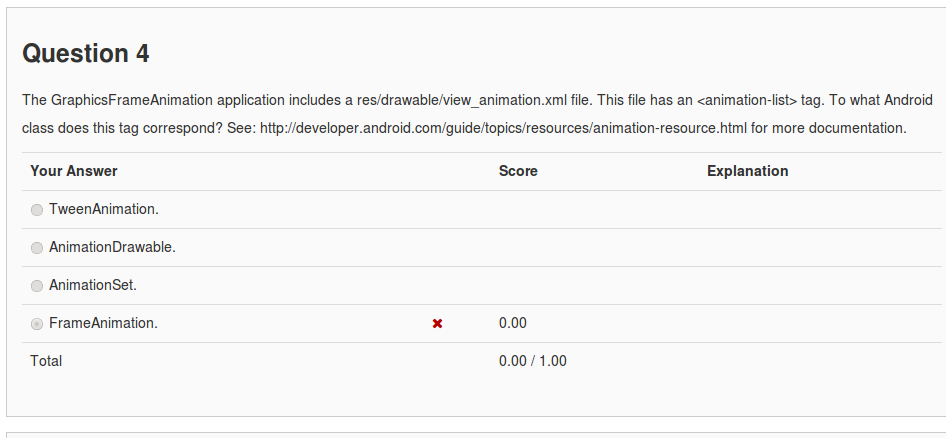 Question 4
The GraphicsFrameAnimation application includes a res/drawable/view_animation.xml file. This file has an <animation-list> tag. To what Android
class does this tag correspond? See: http://developer.android.com/guide/topics/resources/animation-resource.html for more documentation.
Your Answer Score Explanation
TweenAnimation.
AnimationDrawable.
AnimationSet.
FrameAnimation. ✖ 0.00
Total 0.00 / 1.00